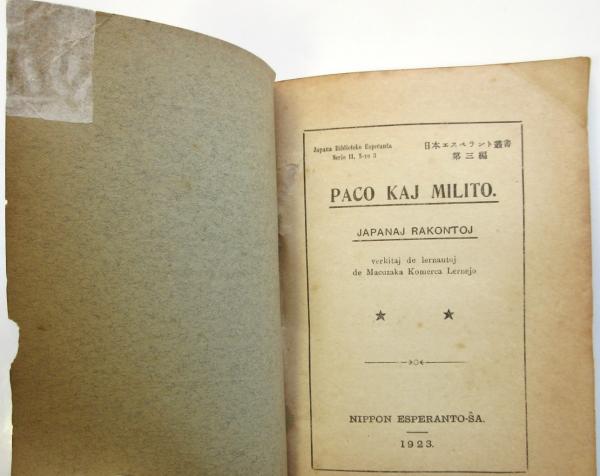 Japana Biblioteko Esperanta
Serio II, N-ro 3
日本エスペラント叢書
第三編
PACO KAJ MILITO.
JAPANAJ RAKONTOJ
verkitaj de lernantoj
de Macuzaka Komerca Lernejo
NIPPON ESPERANTO-ŜA.
1923.